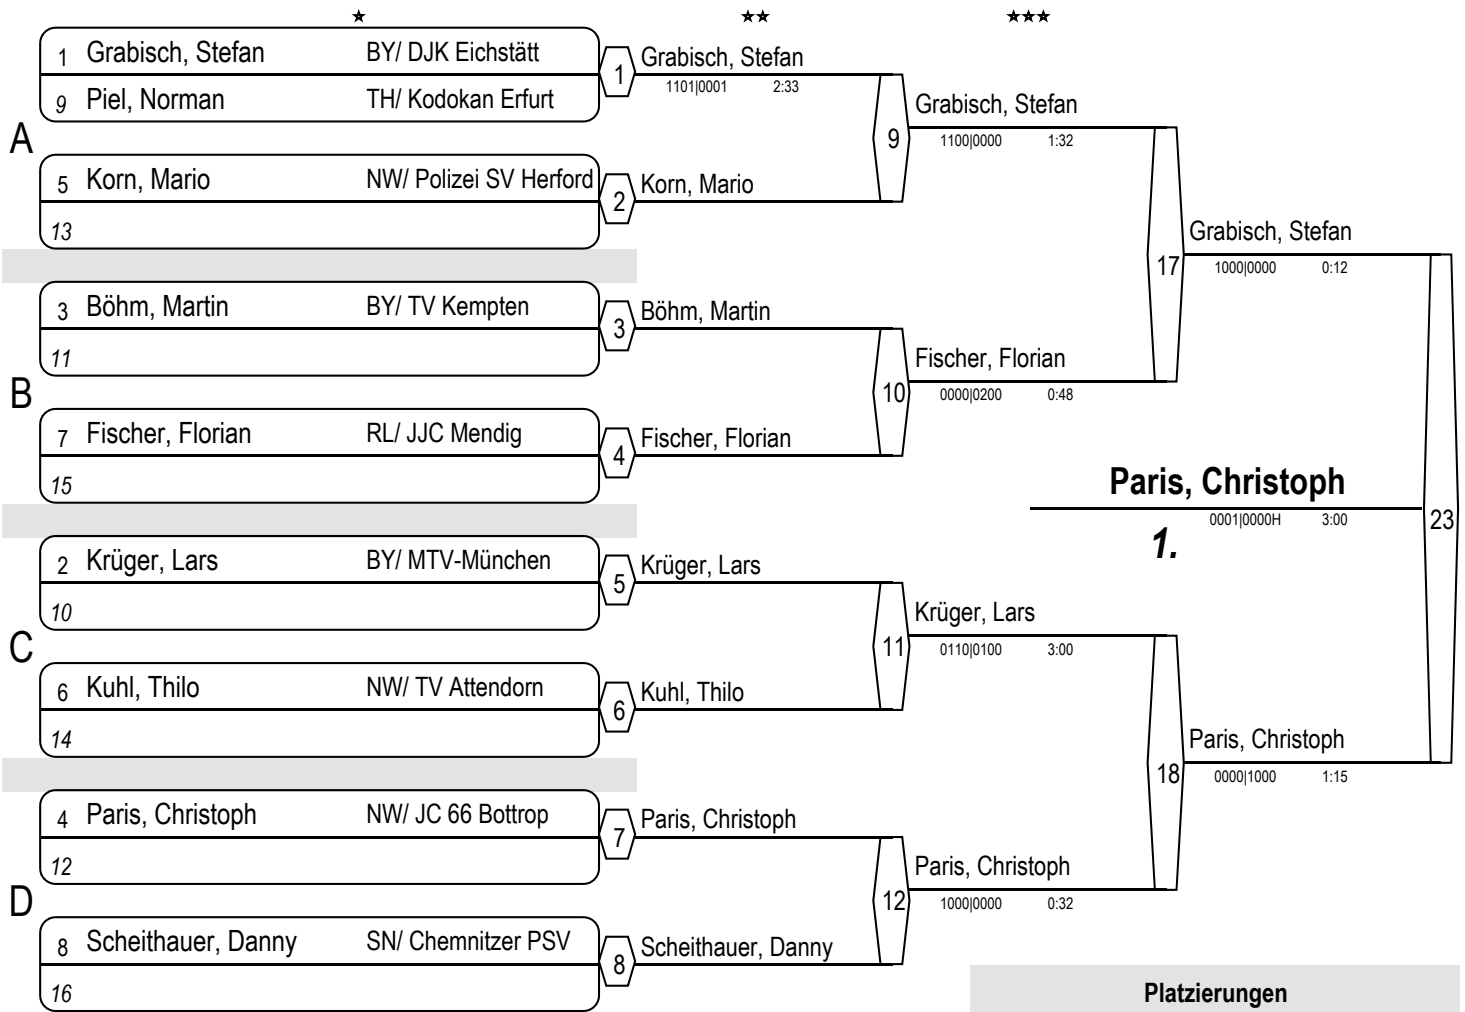 ★ ★★ ★★★
1 Grabisch, Stefan BY/ DJK Eichstätt
9 Piel, Norman TH/ Kodokan Erfurt
A
5 Korn, Mario NW/ Polizei SV Herford
13
3 Böhm, Martin BY/ TV Kempten
11
B
7 Fischer, Florian RL/ JJC Mendig
15
2 Krüger, Lars BY/ MTV-München
10
C
6 Kuhl, Thilo NW/ TV Attendorn
14
4 Paris, Christoph NW/ JC 66 Bottrop
12
D
8 Scheithauer, Danny SN/ Chemnitzer PSV
16
1 Grabisch, Stefan
1101|0001 2:33
2 Korn, Mario
3 Böhm, Martin
4 Fischer, Florian
5 Krüger, Lars
6 Kuhl, Thilo
7 Paris, Christoph
8 Scheithauer, Danny
9 Grabisch, Stefan
1100|0000 1:32
10 Fischer, Florian
0000|0200 0:48
11 Krüger, Lars
0110|0100 3:00
12 Paris, Christoph
1000|0000 0:32
17 Grabisch, Stefan
1000|0000 0:12
18 Paris, Christoph
0000|1000 1:15
23
Paris, Christoph
0001|0000H 3:00
1.
Platzierungen